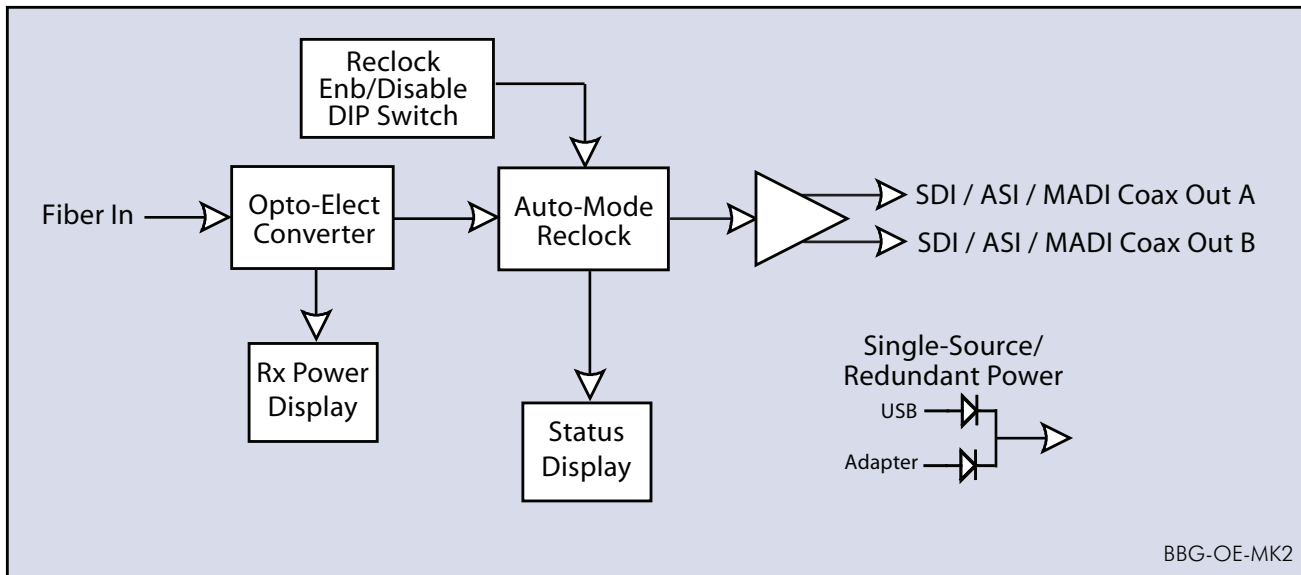 Reclock
Enb/Disable
DIP Switch
Fiber In
Opto-Elect
Converter
Auto-Mode
Reclock
SDI / ASI / MADI Coax Out A
SDI / ASI / MADI Coax Out B
Rx Power
Display
Status
Display
Single-Source/
Redundant Power
USB
Adapter
BBG-OE-MK2